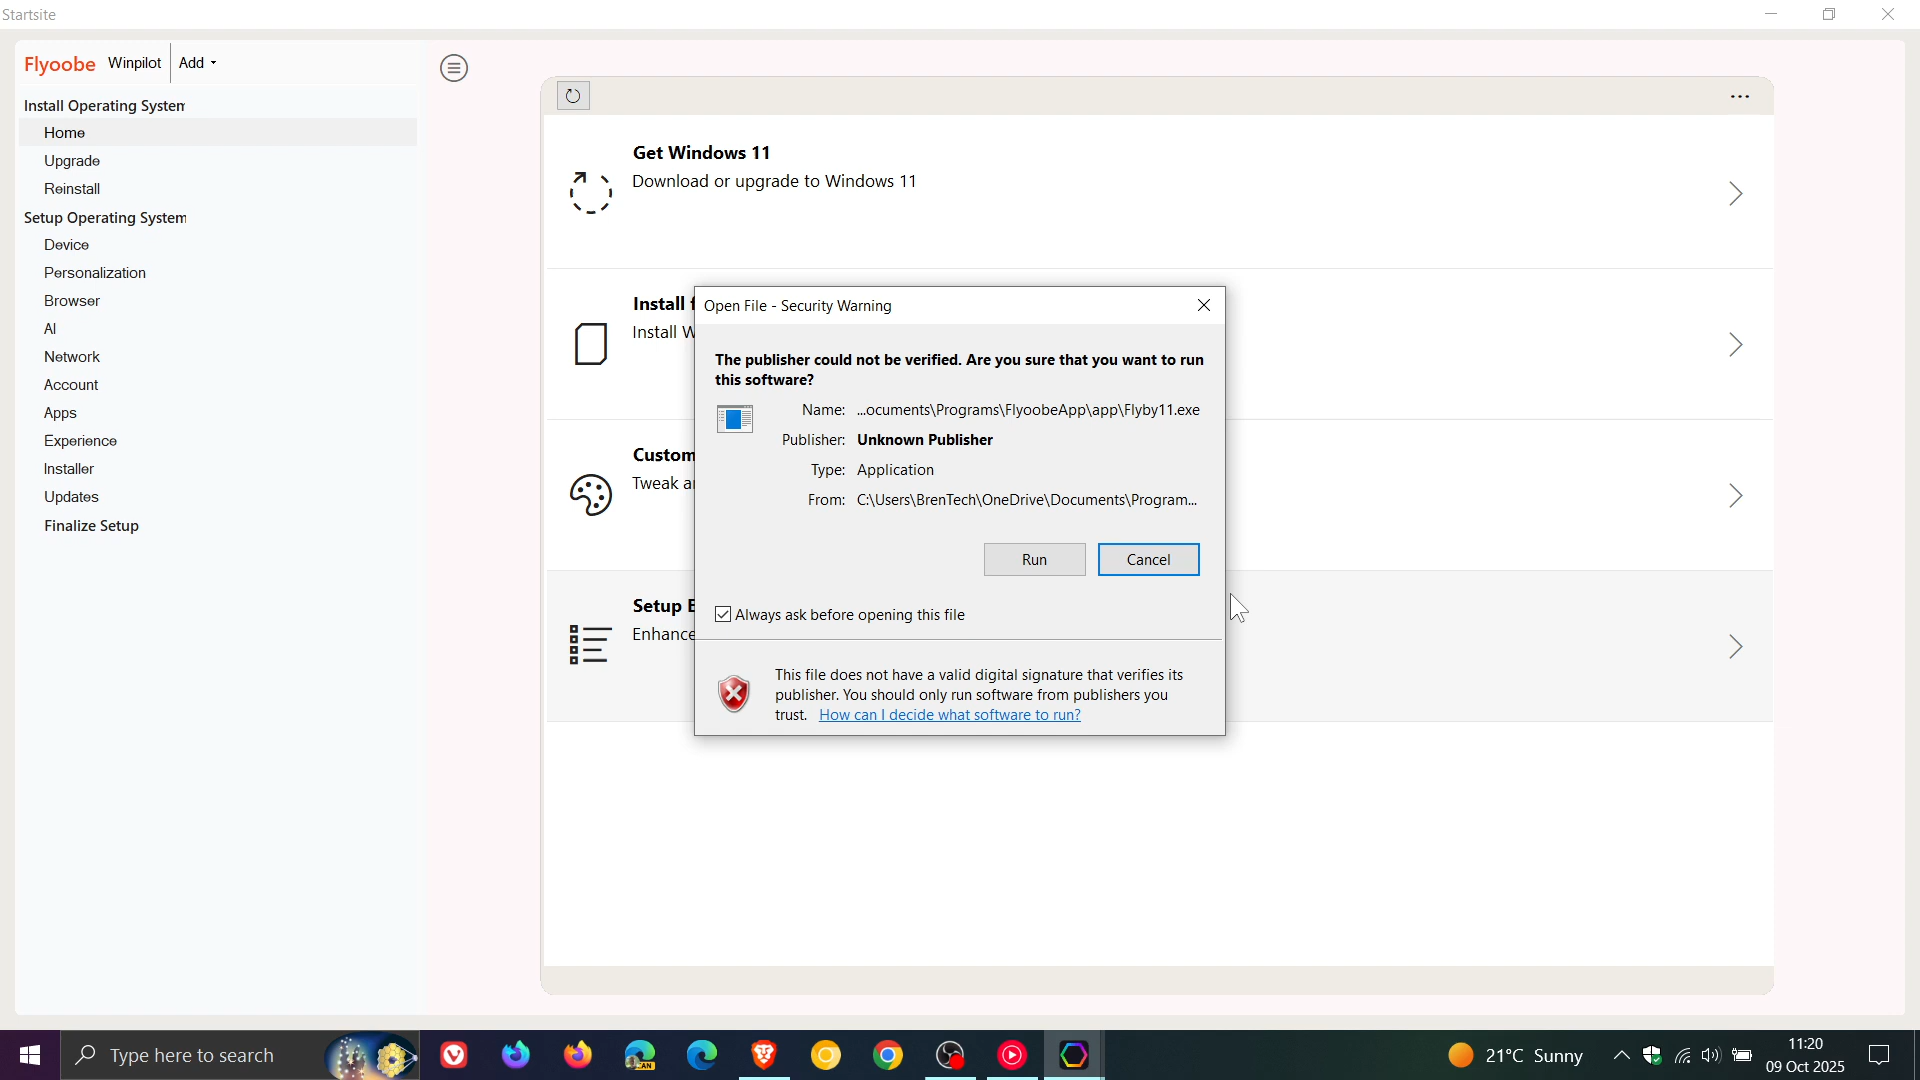 Startsite
Flyoobe Winpilot Add
Install Operating System
Home
Upgrade
Reinstall
Setup Operating System
Device
Personalization
Browser
AI
Network
Account
Apps
Experience
Installer
Updates
Finalize Setup
Get Windows 11
Download or upgrade to Windows 11
Install
Install
Custom
Tweak
Setup
Enhance
Open File - Security Warning
The publisher could not be verified. Are you sure that you want to run
this software?
Name: ...ocuments\Programs\FlyoobeApp\app\Flyby11.exe
Publisher: Unknown Publisher
Type: Application
From: C:\Users\BrenTech\OneDrive\Documents\Program...
Run Cancel
Always ask before opening this file
This file does not have a valid digital signature that verifies its
publisher. You should only run software from publishers you
trust. How can I decide what software to run?
Type here to search
21°C Sunny
11:20
09 Oct 2025